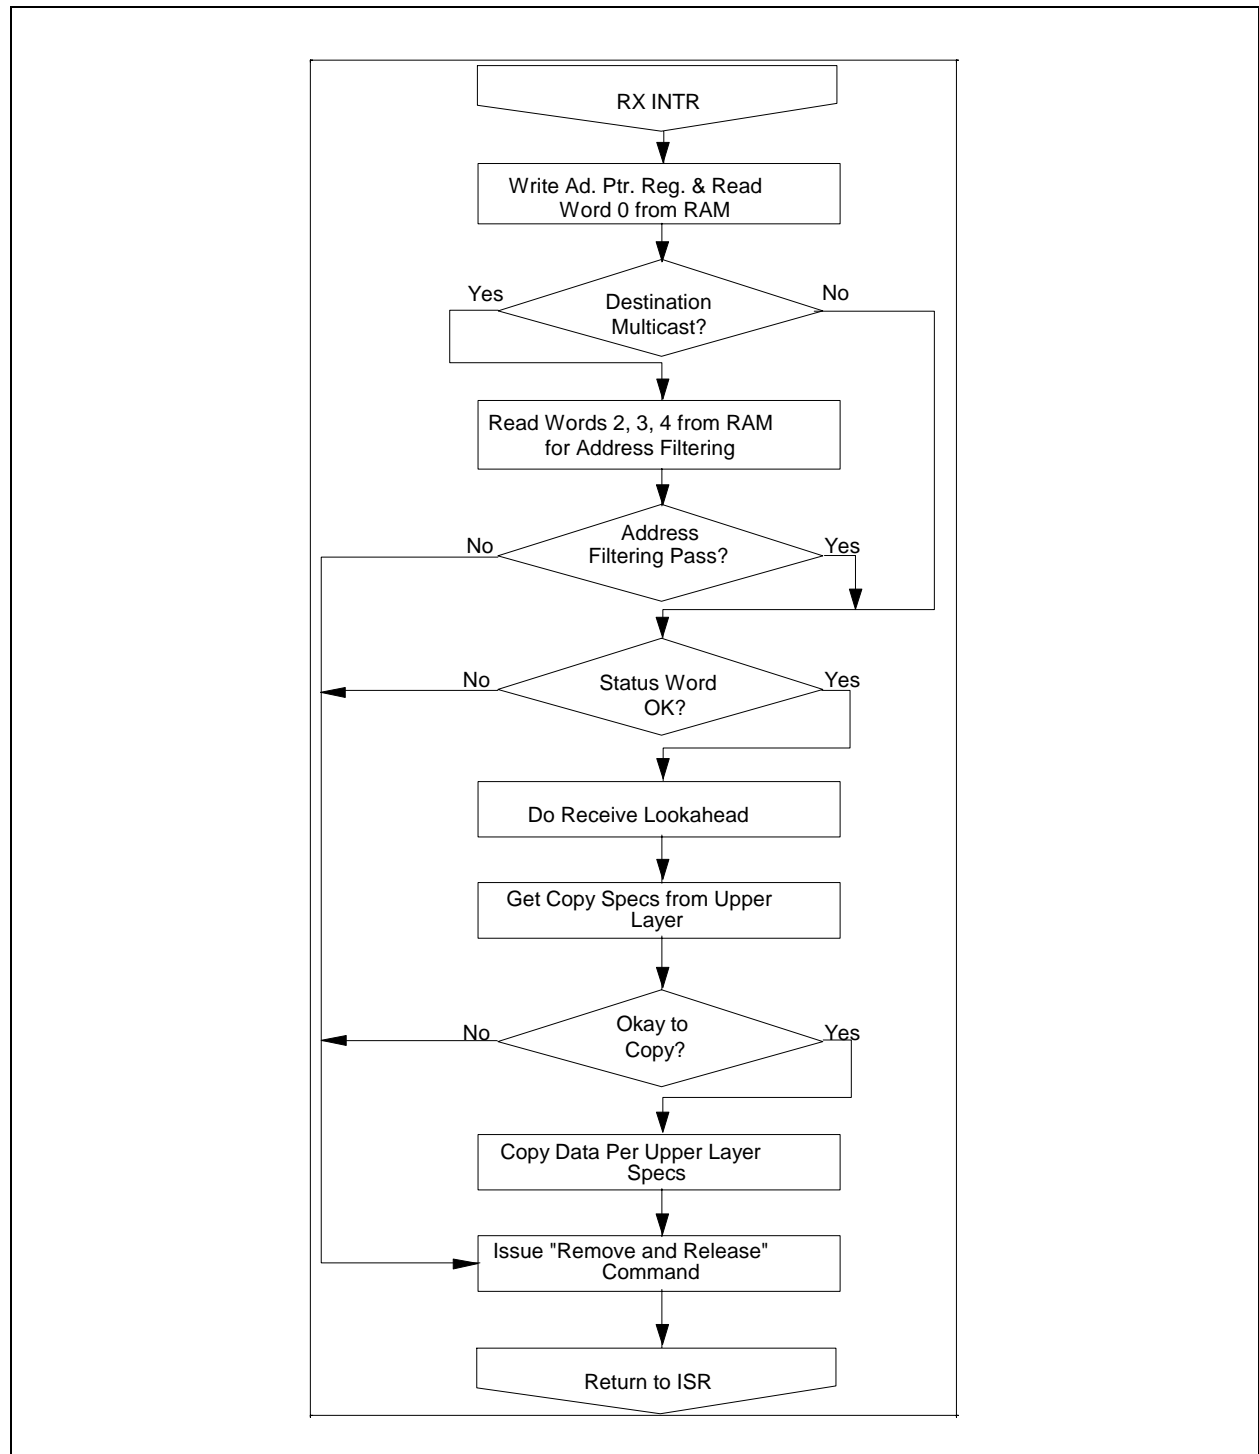 RX INTR
Write Ad. Ptr. Reg. & Read
Word 0 from RAM
Yes
No
Destination
Multicast?
Read Words 2, 3, 4 from RAM
for Address Filtering
No
Address
Filtering Pass?
Yes
No
Status Word
OK?
Yes
Do Receive Lookahead
Get Copy Specs from Upper
Layer
No
Okay to
Copy?
Yes
Copy Data Per Upper Layer
Specs
Issue "Remove and Release"
Command
Return to ISR